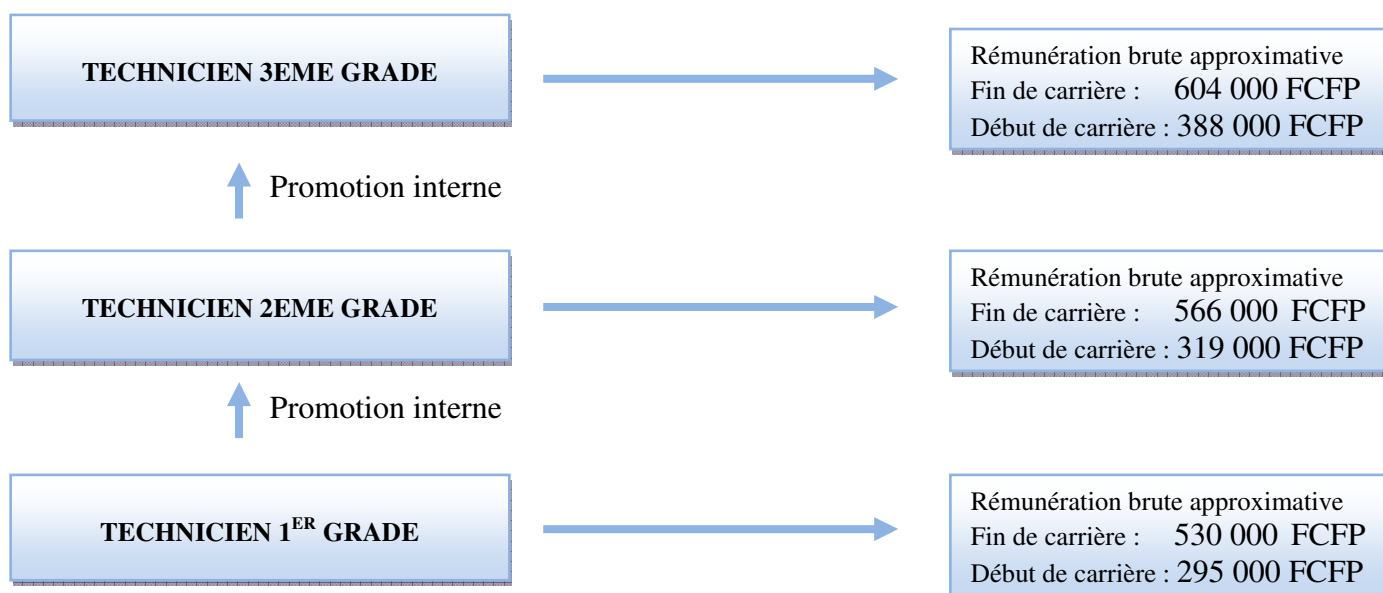 TECHNICIEN 3EME GRADE
Rémunération brute approximative
Fin de carrière : 604 000 FCFP
Début de carrière : 388 000 FCFP
Promotion interne
TECHNICIEN 2EME GRADE
Rémunération brute approximative
Fin de carrière : 566 000 FCFP
Début de carrière : 319 000 FCFP
Promotion interne
TECHNICIEN 1ER GRADE
Rémunération brute approximative
Fin de carrière : 530 000 FCFP
Début de carrière : 295 000 FCFP